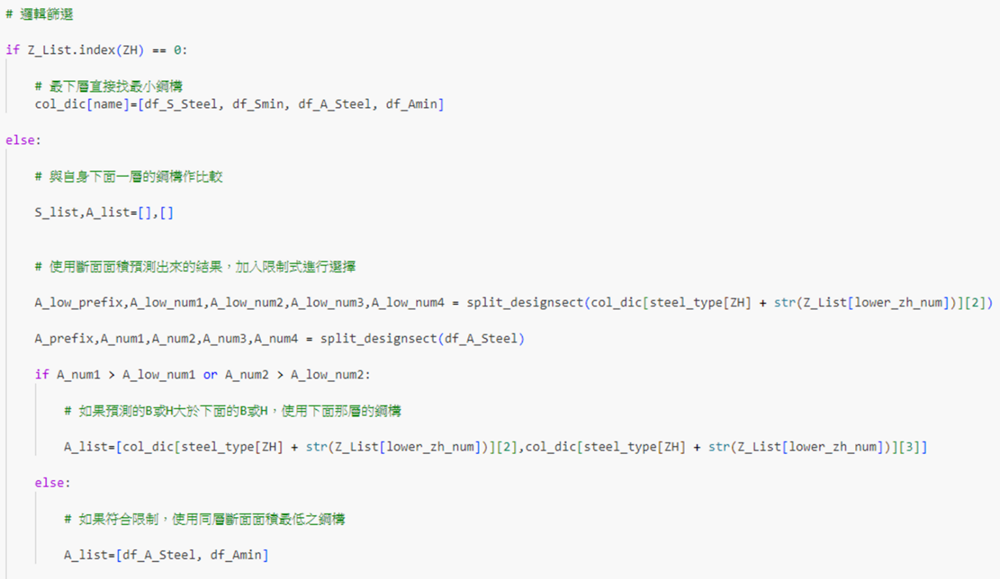 # 邏輯篩選
if Z_List.index(ZH) == 0:
# 最下層直接找最小鋼構
col_dic[name]=[df_S_Steel, df_Smin, df_A_Steel, df_Amin]
else:
# 與自身下面一層的鋼構作比較
S_list,A_list=[],[]
# 使用斷面面積預測出來的結果，加入限制式進行選擇
A_low_prefix,A_low_num1,A_low_num2,A_low_num3,A_low_num4 = split_designsect(col_dic[steel_type[ZH] + str(Z_List[lower_zh_num])][2])
A_prefix,A_num1,A_num2,A_num3,A_num4 = split_designsect(df_A_Steel)
if A_num1 > A_low_num1 or A_num2 > A_low_num2:
# 如果預測的B或H大於下面的B或H，使用下面那層的鋼構
A_list=[col_dic[steel_type[ZH] + str(Z_List[lower_zh_num])][2],col_dic[steel_type[ZH] + str(Z_List[lower_zh_num])][3]]
else:
# 如果符合限制，使用同層斷面面積最低之鋼構
A_list=[df_A_Steel, df_Amin]